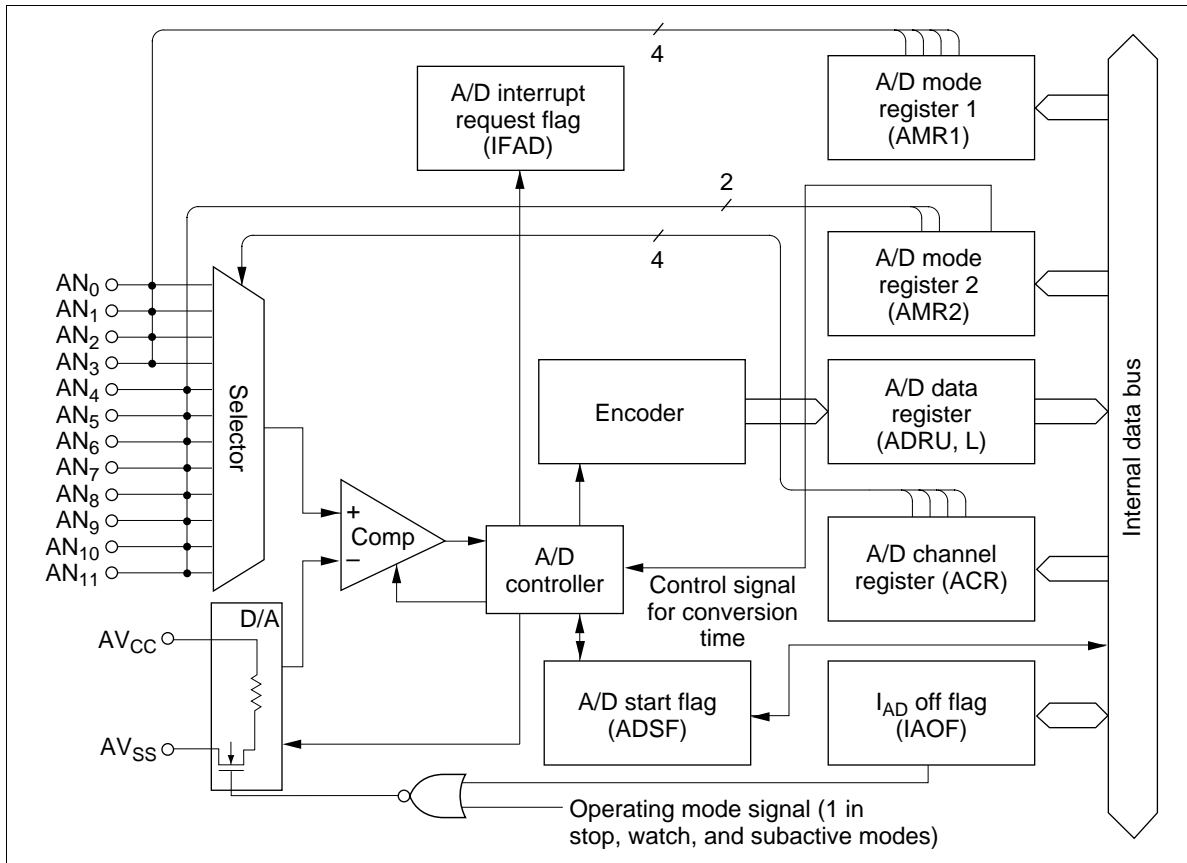 4
A/D interrupt
request flag
(IFAD)
A/D mode
register 1
(AMR1)
2
4
A/D mode
register 2
(AMR2)
AN0
AN1
AN2
AN3
AN4
AN5
AN6
AN7
AN8
AN9
AN10
AN11
Selector
Encoder
A/D data
register
(ADRU, L)
Internal data bus
+
Comp
−
A/D
controller
Control signal
for conversion
time
A/D channel
register (ACR)
D/A
AVCC
AVSS
A/D start flag
(ADSF)
IAD off flag
(IAOF)
Operating mode signal (1 in
stop, watch, and subactive modes)